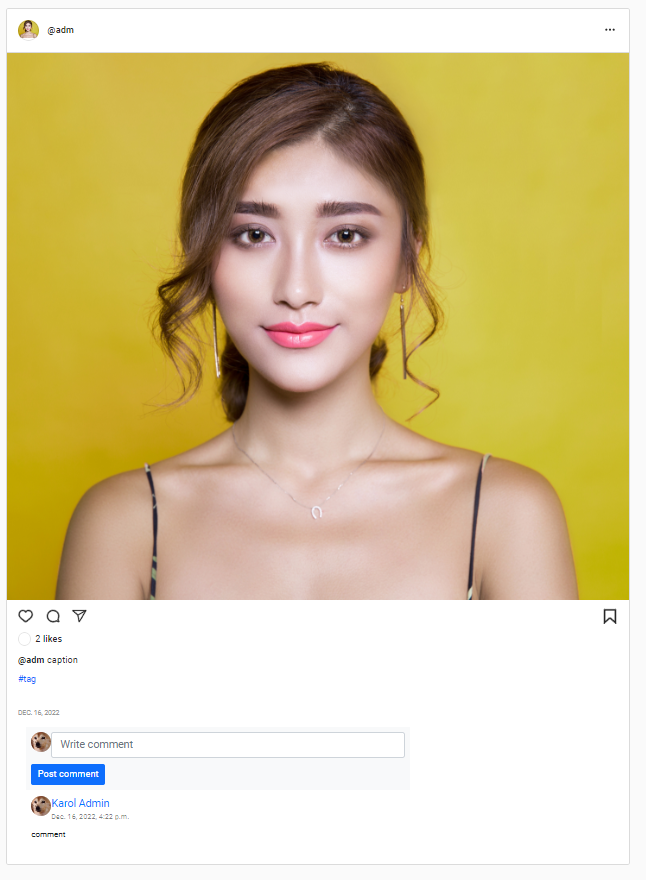 @adm
2 likes
@adm caption
#tag
DEC. 16, 2022
Write comment
Post comment
Karol Admin
Dec. 16, 2022, 4:22 p.m.
comment